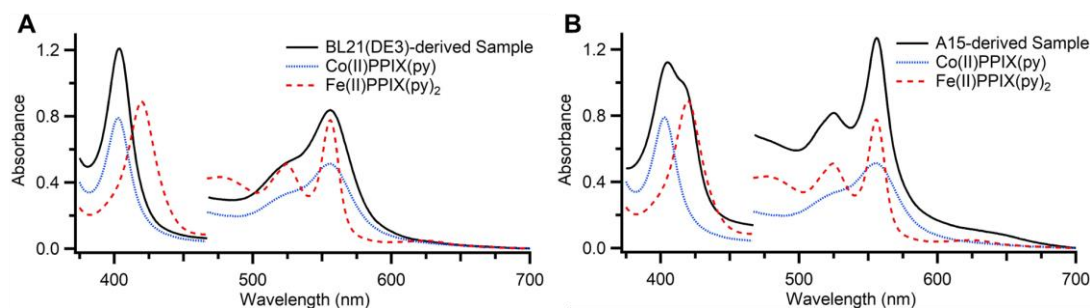 A
BL21(DE3)-derived Sample
Co(II)PPIX(py)
Fe(II)PPIX(py)₂
Absorbance
1.2
0.8
0.4
0.0
400
500
600
700
Wavelength (nm)
B
A15-derived Sample
Co(II)PPIX(py)
Fe(II)PPIX(py)₂
Absorbance
1.2
0.8
0.4
0.0
400
500
600
700
Wavelength (nm)